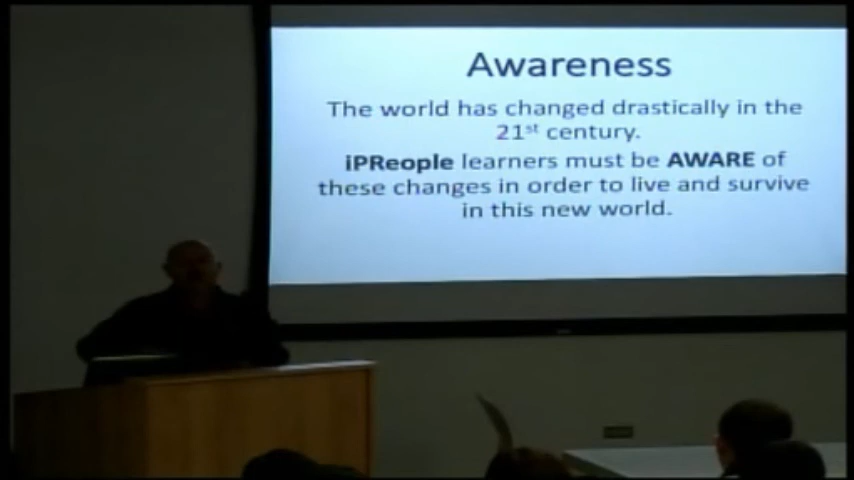 Awareness
The world has changed drastically in the
21st century.
iPReople learners must be AWARE of
these changes in order to live and survive
in this new world.